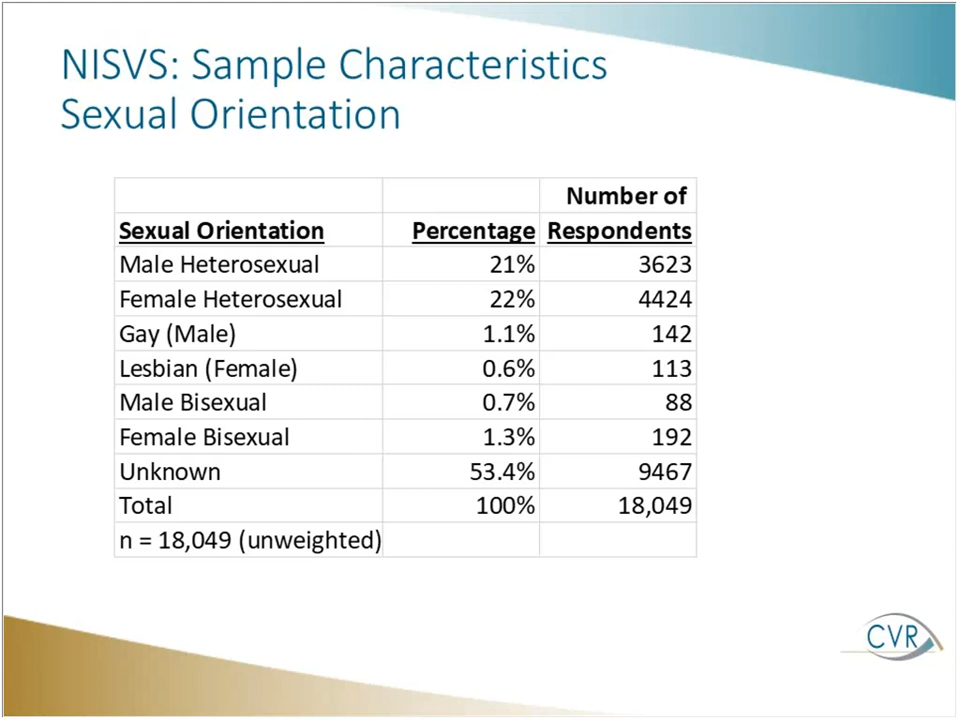 NISVS: Sample Characteristics
Sexual Orientation
Number of
Sexual Orientation Percentage Respondents
Male Heterosexual 21% 3623
Female Heterosexual 22% 4424
Gay (Male) 1.1% 142
Lesbian (Female) 0.6% 113
Male Bisexual 0.7% 88
Female Bisexual 1.3% 192
Unknown 53.4% 9467
Total 100% 18,049
n = 18,049 (unweighted)
CVR